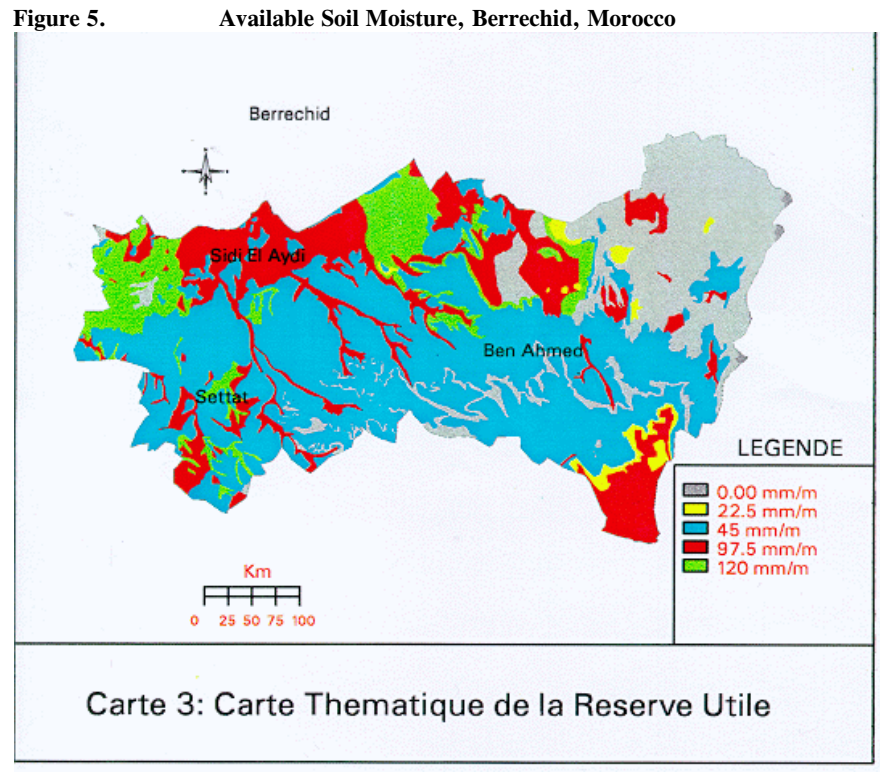 Figure 5. Available Soil Moisture, Berrechid, Morocco
Berrechid
Sidi El Aydi
Ben Ahmed
Settat
LEGENDE
0.00 mm/m
22.5 mm/m
45 mm/m
97.5 mm/m
120 mm/m
Km
0 25 50 75 100
Carte 3: Carte Thematique de la Reserve Utile